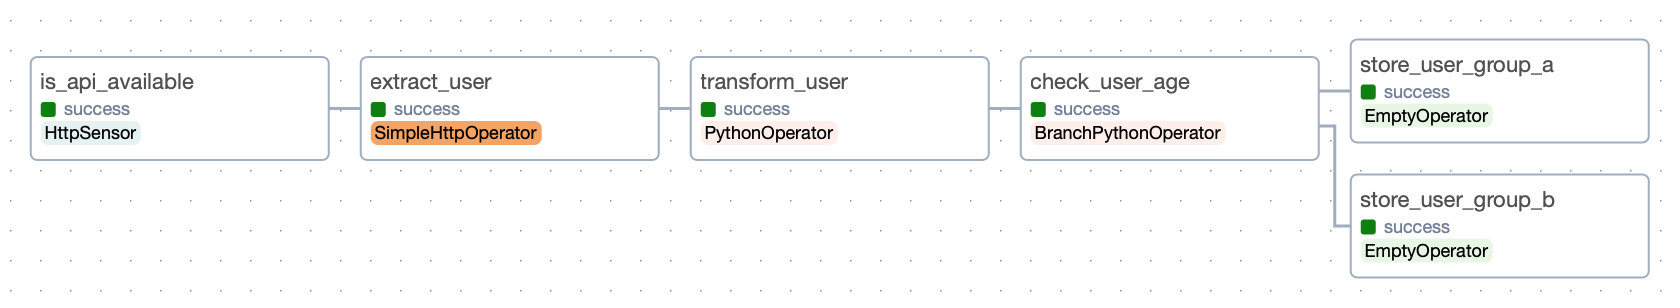 is_api_available
success
HttpSensor
extract_user
success
SimpleHttpOperator
transform_user
success
PythonOperator
check_user_age
success
BranchPythonOperator
store_user_group_a
success
EmptyOperator
store_user_group_b
success
EmptyOperator